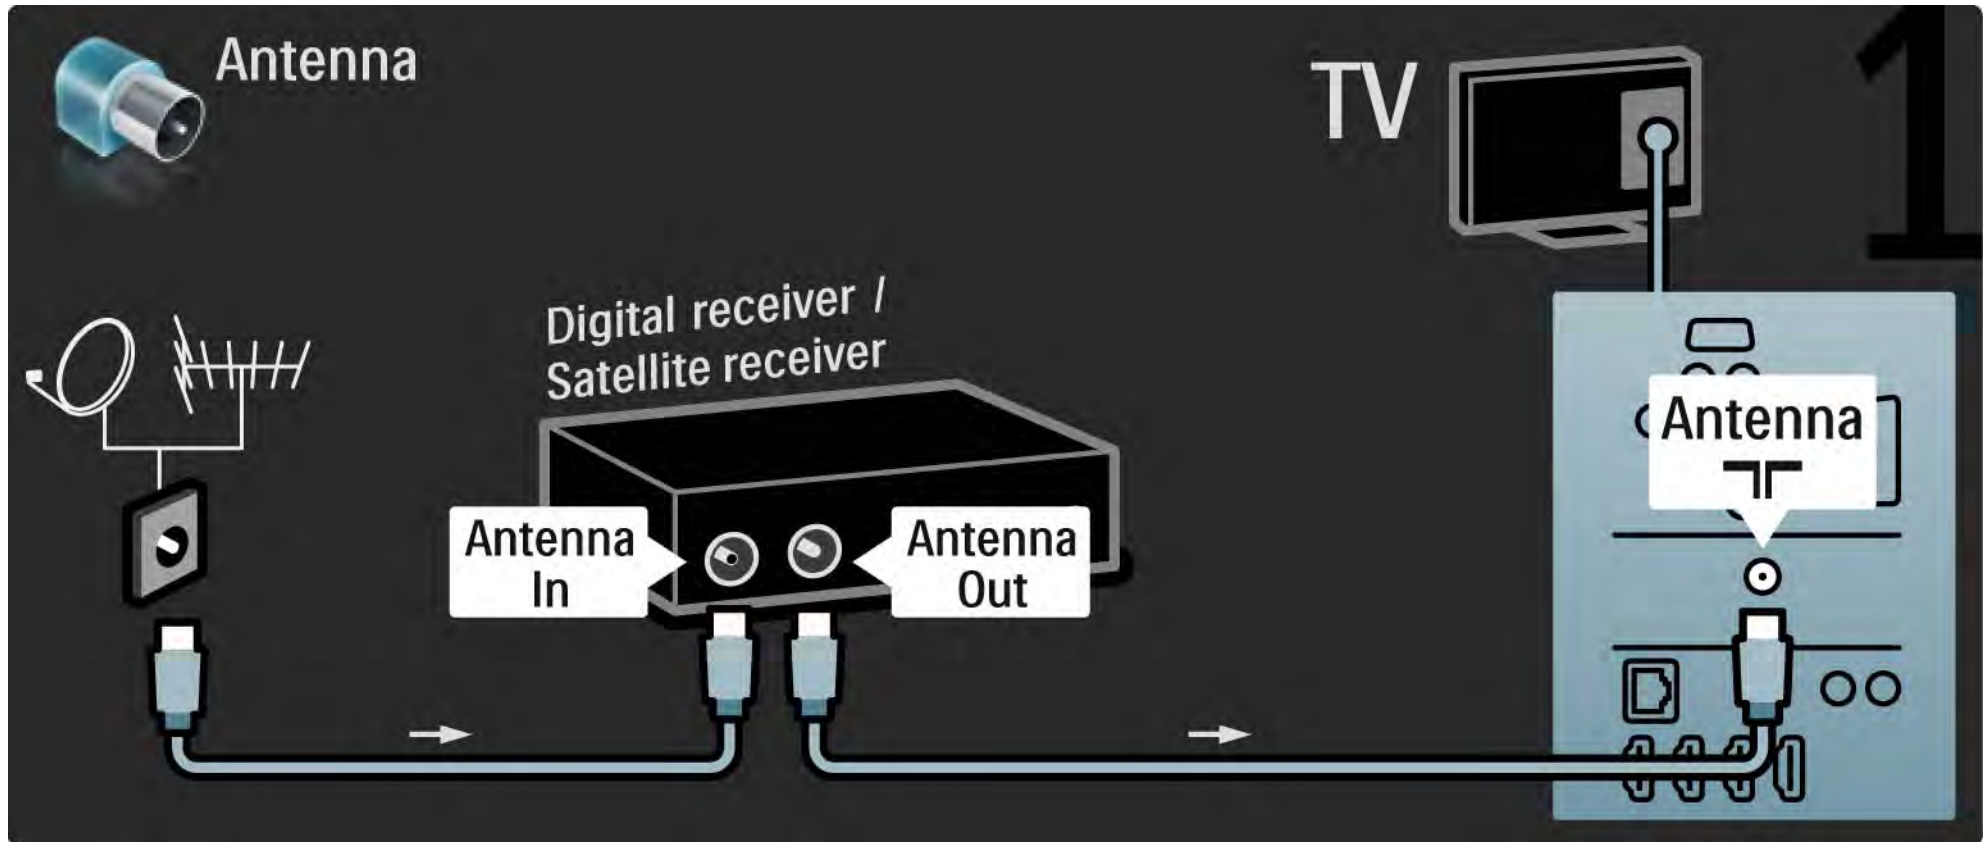 Antenna
TV
1
Digital receiver /
Satellite receiver
Antenna
In
Antenna
Out
Antenna